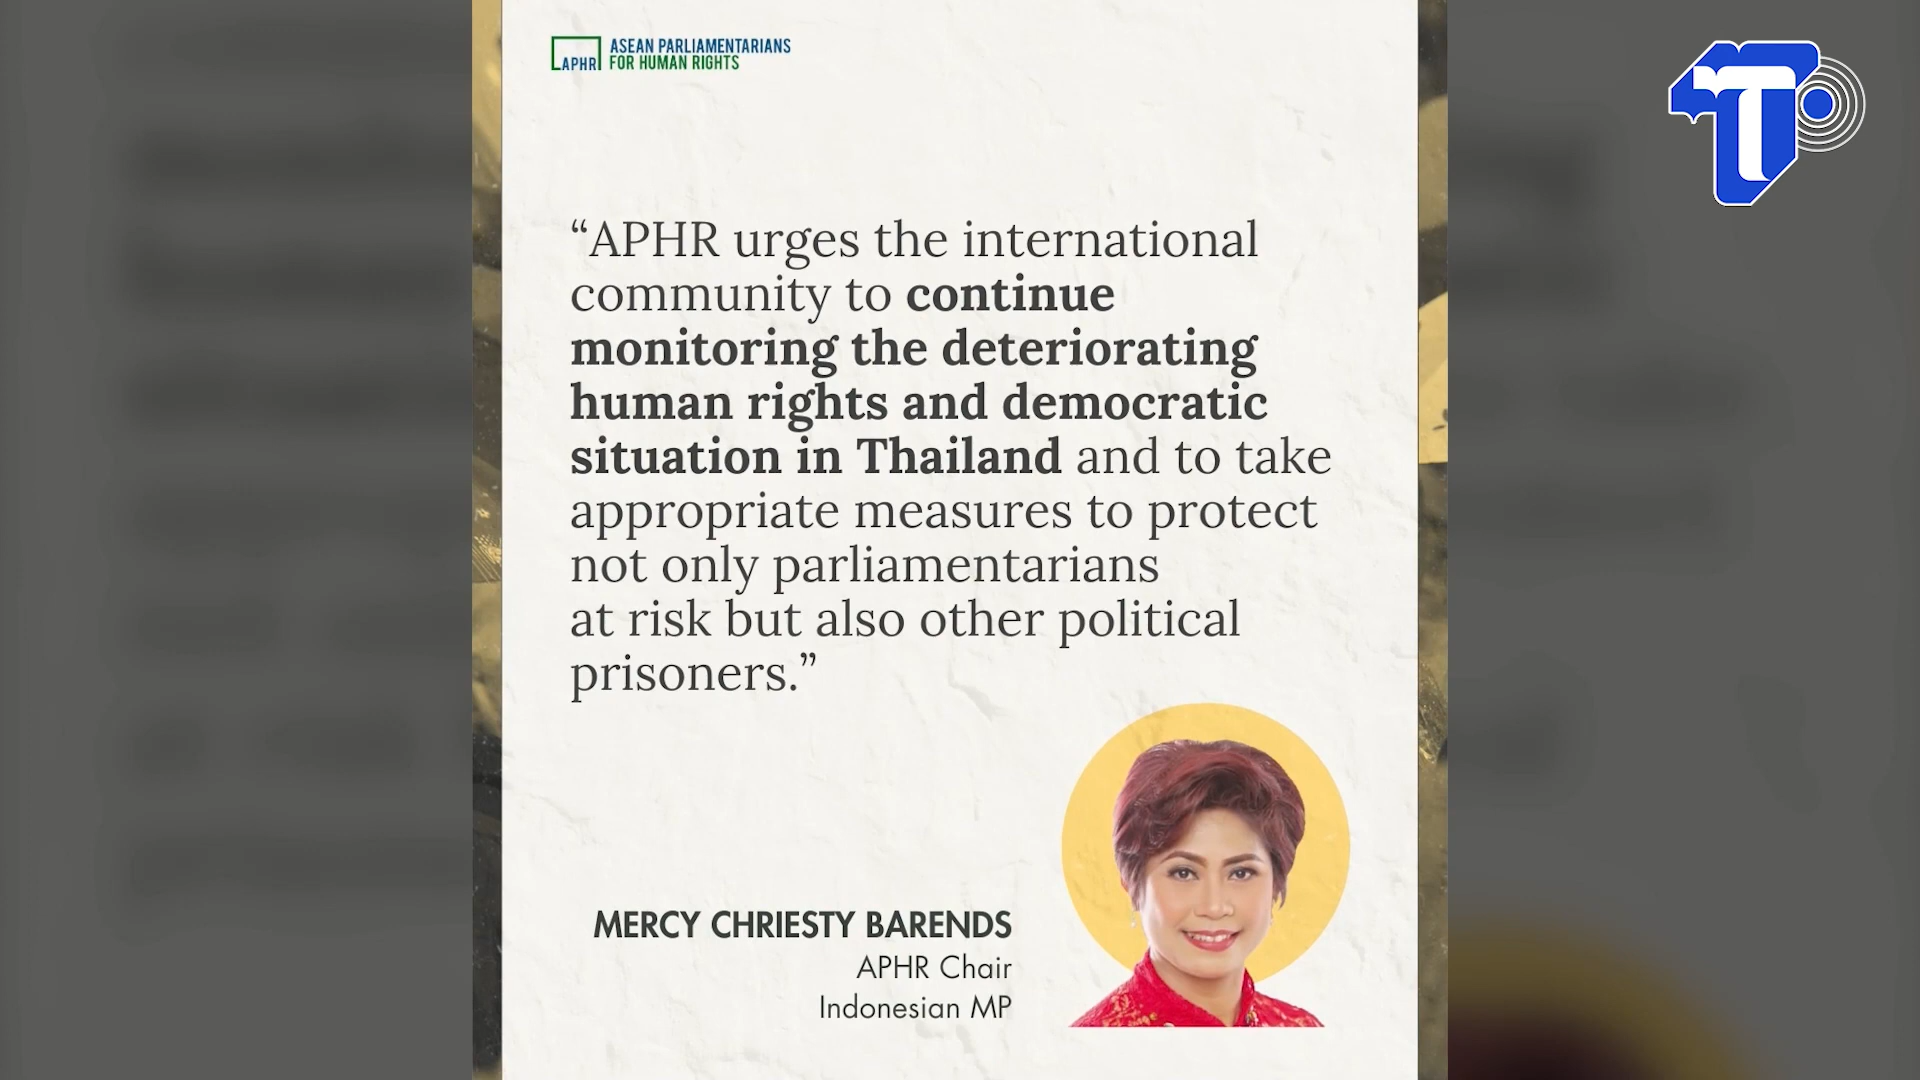 APHR
ASEAN PARLIAMENTARIANS
FOR HUMAN RIGHTS
“APHR urges the international
community to continue
monitoring the deteriorating
human rights and democratic
situation in Thailand and to take
appropriate measures to protect
not only parliamentarians
at risk but also other political
prisoners.”
MERCY CHRIESTY BARENDS
APHR Chair
Indonesian MP